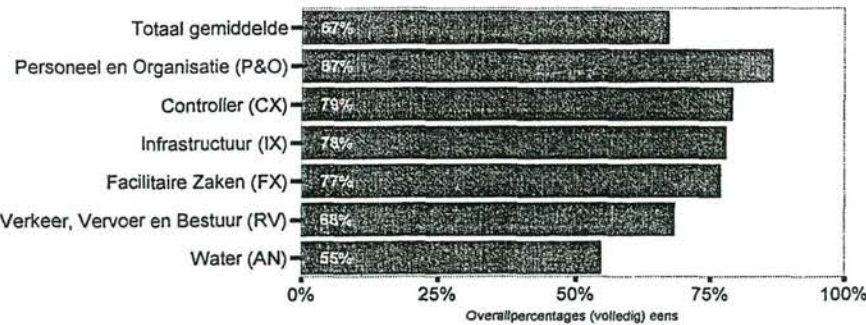 Totaal gemiddelde 67%
Personeel en Organisatie (P&O) 87%
Controller (CX) 79%
Infrastructuur (IX) 78%
Facilitaire Zaken (FX) 77%
Verkeer, Vervoer en Bestuur (RV) 68%
Water (AN) 55%
0% 25% 50% 75% 100%
Overallpercentages (volledig) eens